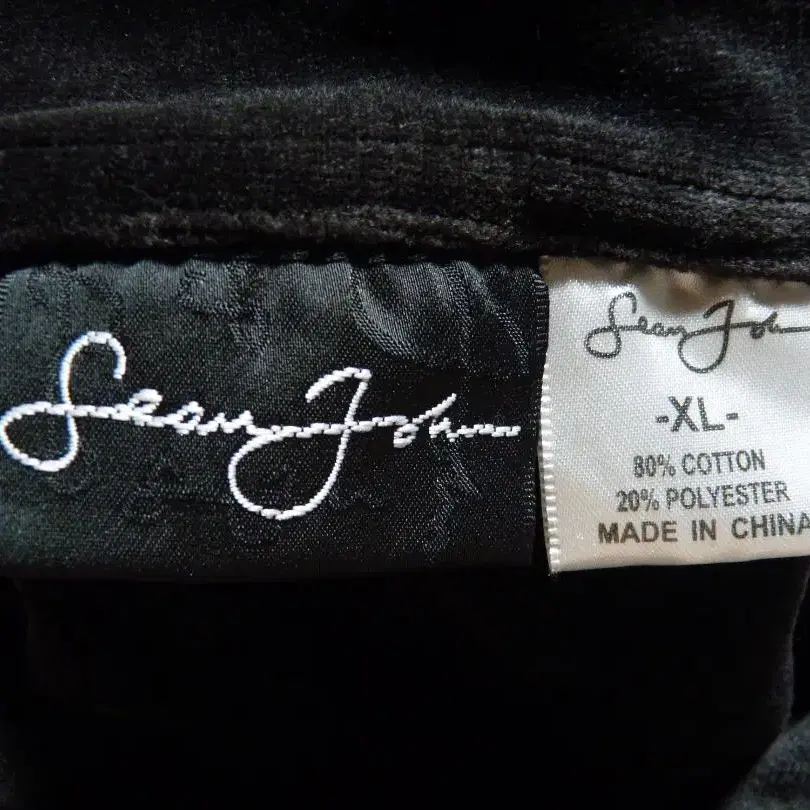 Sean John
Sean John
-XL-
80% COTTON
20% POLYESTER
MADE IN CHINA